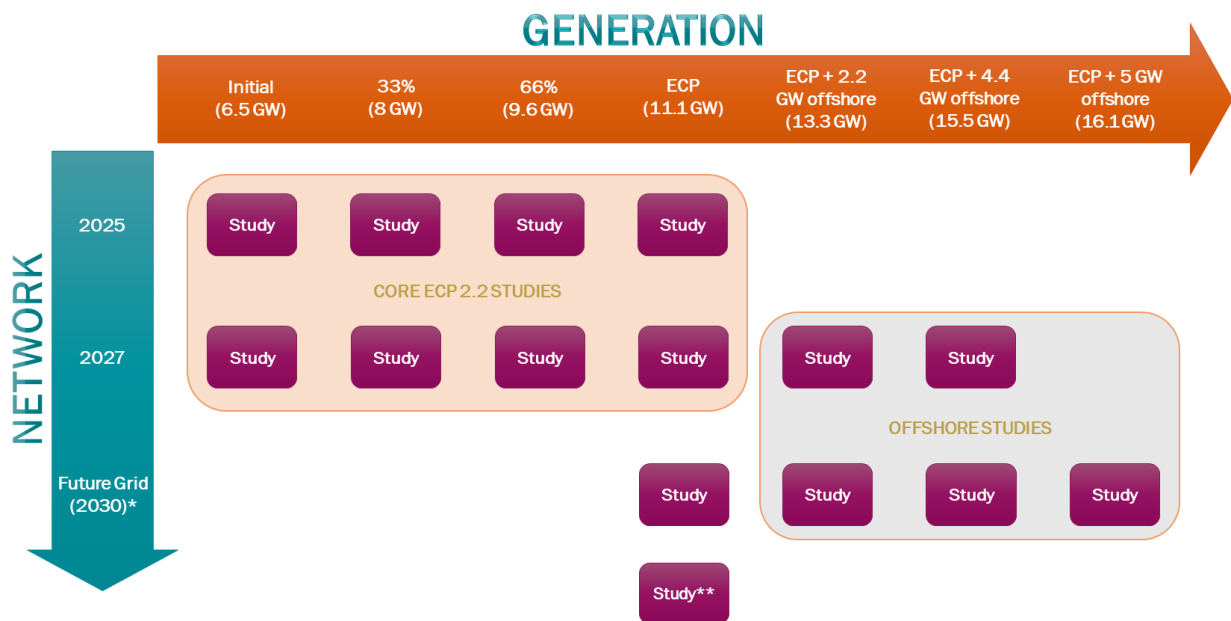 GENERATION
Initial
(6.5 GW)
33%
(8 GW)
66%
(9.6 GW)
ECP
(11.1 GW)
ECP + 2.2
GW offshore
(13.3 GW)
ECP + 4.4
GW offshore
(15.5 GW)
ECP + 5 GW
offshore
(16.1 GW)
NETWORK
2025
Study
Study
Study
Study
CORE ECP 2.2 STUDIES
2027
Study
Study
Study
Study
Study
Study
OFFSHORE STUDIES
Future Grid
(2030)*
Study
Study
Study
Study
Study**